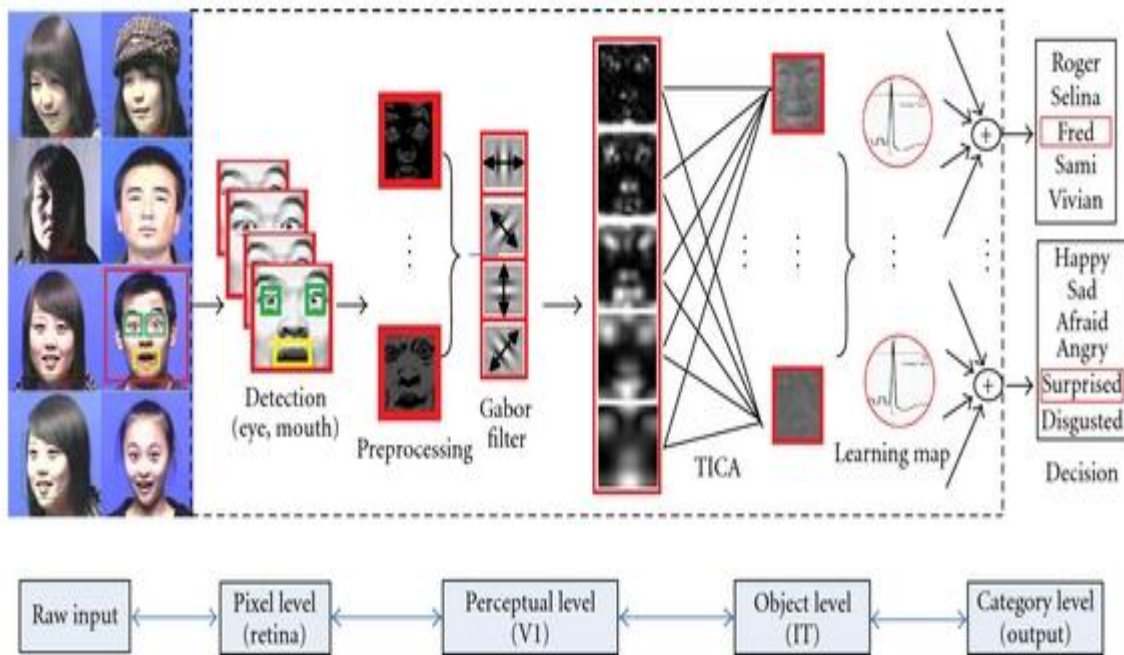 Detection
(eye, mouth)
Preprocessing
Gabor
filter
TICA
Learning map
Roger
Selina
Fred
Sami
Vivian
Happy
Sad
Afraid
Angry
Surprised
Disgusted
Decision
Raw input
Pixel level
(retina)
Perceptual level
(V1)
Object level
(IT)
Category level
(output)